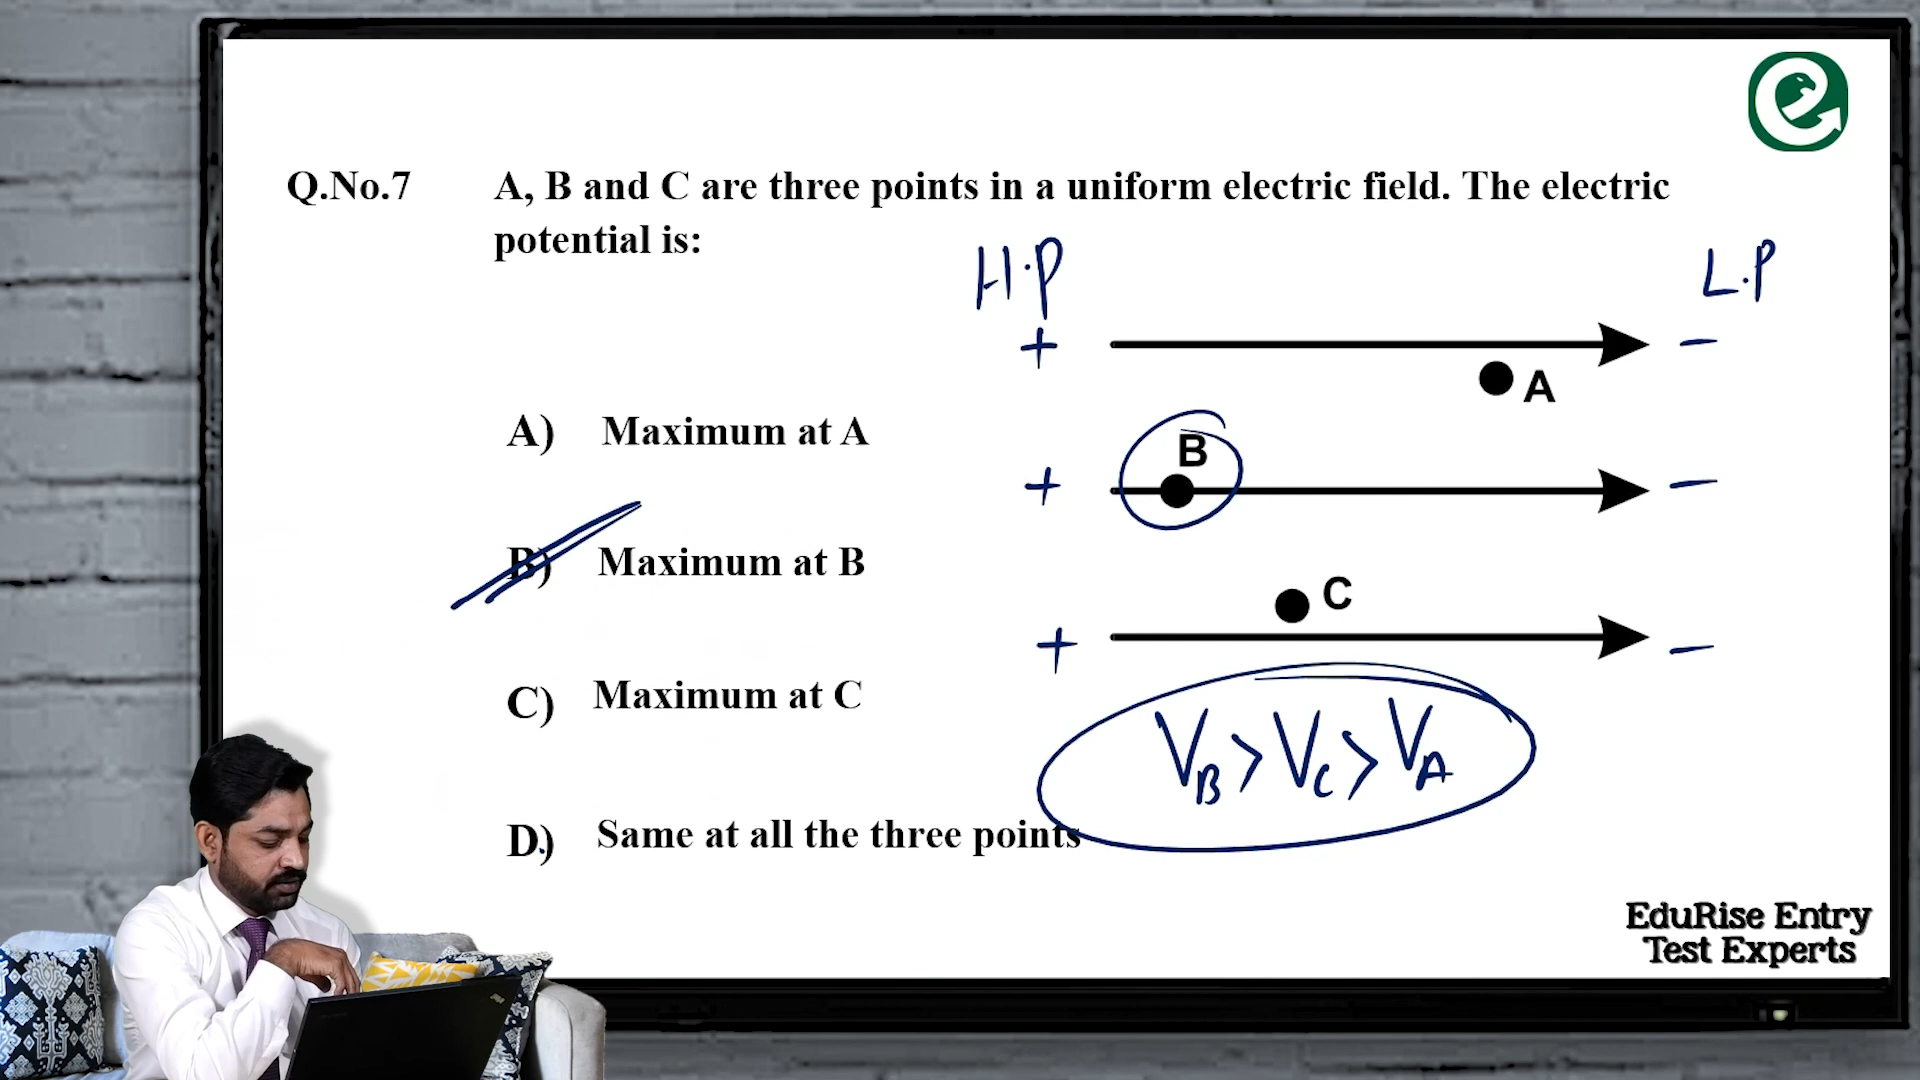 Q.No.7 A, B and C are three points in a uniform electric field. The electric
potential is:
H.P L.P
+ −
A
A) Maximum at A
B
+ −
B) Maximum at B
C
+ −
C) Maximum at C
V_B > V_C > V_A
D) Same at all the three points
EduRise Entry
Test Experts